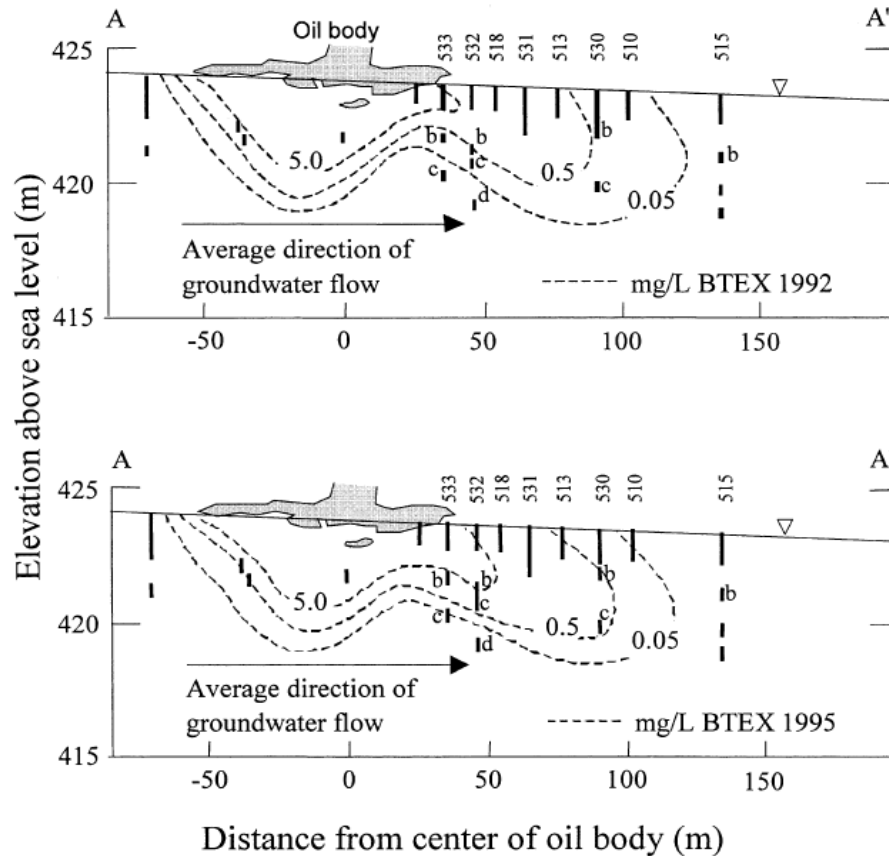 A
Oil body
533
532
518
531
513
530
510
515
A'
425
420
415
5.0
b
b
c
c
d
0.5
b
c
0.05
b
Average direction of
groundwater flow
mg/L BTEX 1992
-50
0
50
100
150
Elevation above sea level (m)
A
533
532
518
531
513
530
510
515
A'
425
420
415
5.0
b
b
c
c
d
0.5
b
c
0.05
b
Average direction of
groundwater flow
mg/L BTEX 1995
-50
0
50
100
150
Distance from center of oil body (m)